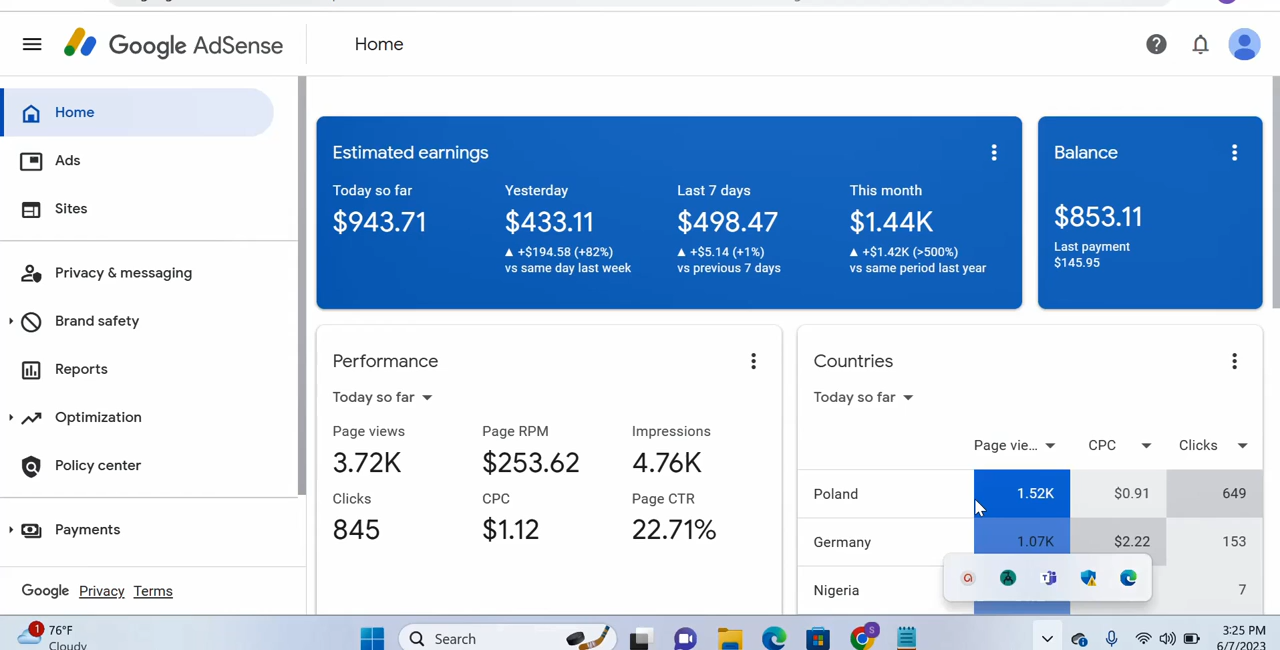 Google AdSense
Home
Home
Ads
Sites
Privacy & messaging
Brand safety
Reports
Optimization
Policy center
Payments
Google Privacy Terms
Estimated earnings
Today so far
$943.71
Yesterday
$433.11
+$194.58 (+82%)
vs same day last week
Last 7 days
$498.47
+$5.14 (+1%)
vs previous 7 days
This month
$1.44K
+$1.42K (>500%)
vs same period last year
Balance
$853.11
Last payment
$145.95
Performance
Today so far
Page views
3.72K
Page RPM
$253.62
Impressions
4.76K
Clicks
845
CPC
$1.12
Page CTR
22.71%
Countries
Today so far
Page vie... CPC Clicks
Poland 1.52K $0.91 649
Germany 1.07K $2.22 153
Nigeria 7
1
76°F
Cloudy
Search
S
3:25 PM
6/7/2023